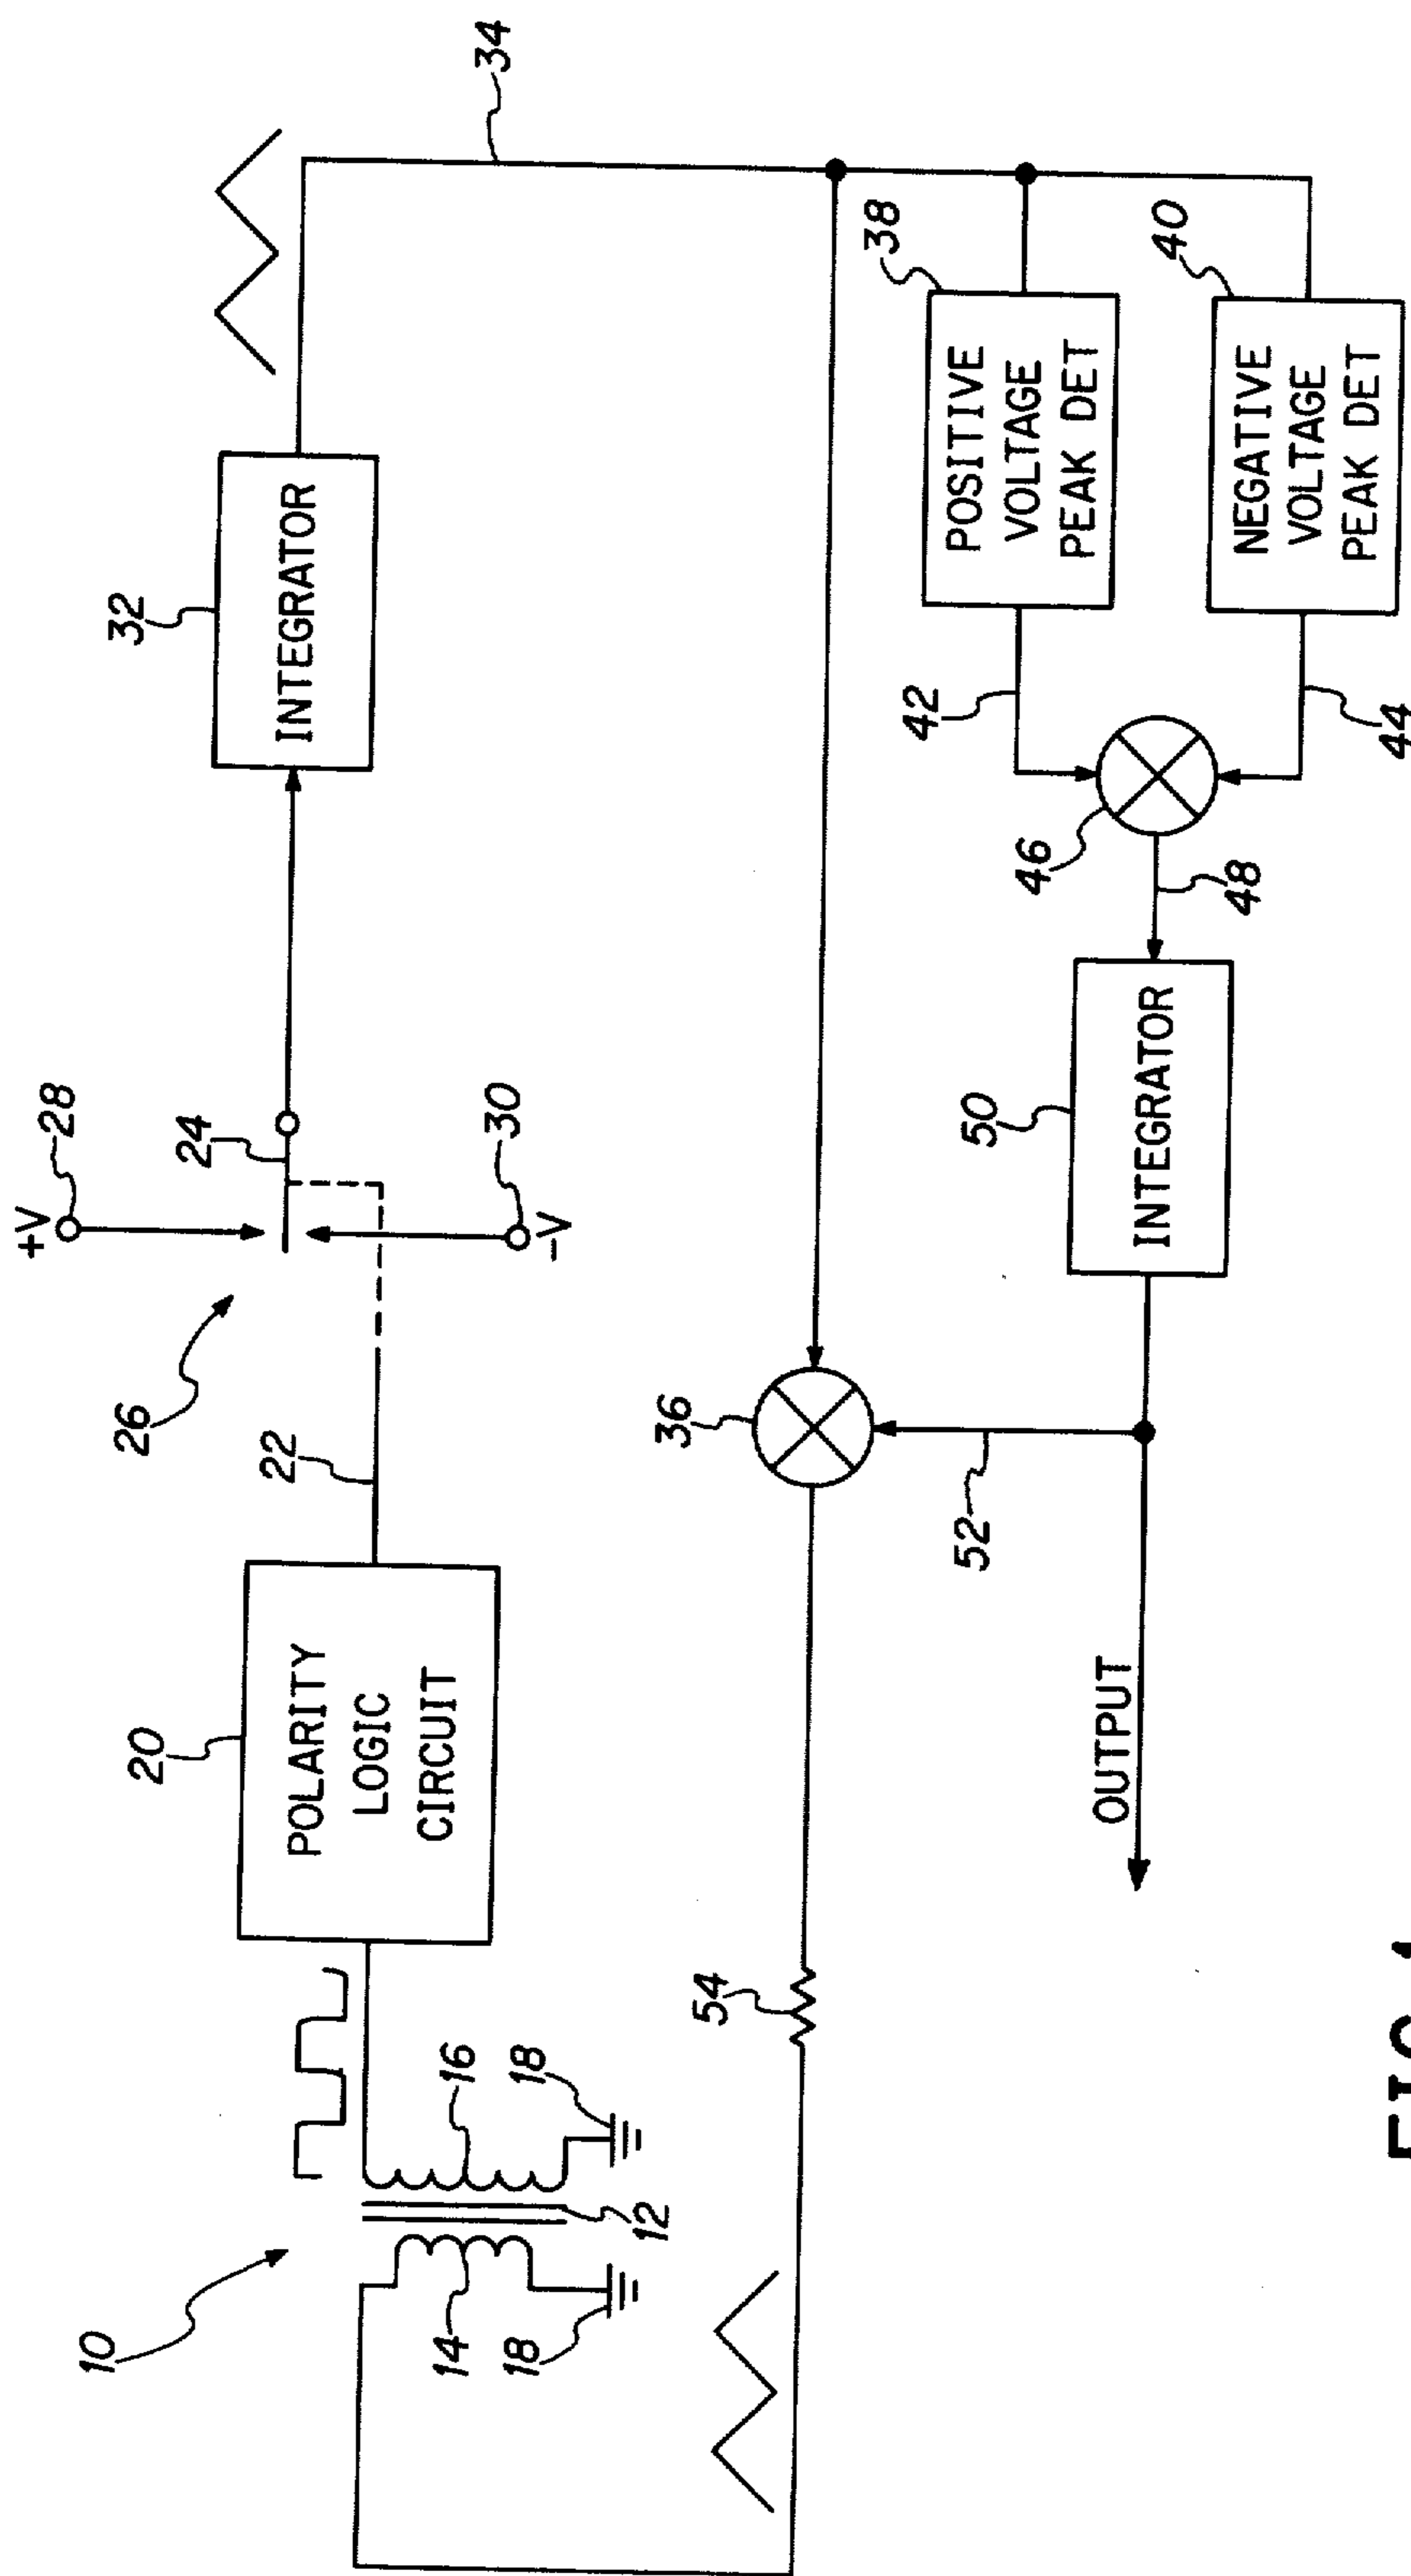 10
20
POLARITY
LOGIC
CIRCUIT
22
26
+V
28
24
30
-V
32
INTEGRATOR
34
14
18
12
16
18
54
36
52
OUTPUT
50
INTEGRATOR
46
48
42
44
38
POSITIVE
VOLTAGE
PEAK DET
40
NEGATIVE
VOLTAGE
PEAK DET